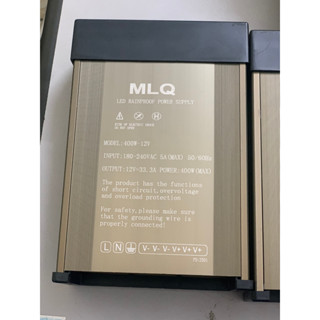 MLQ
LED RAINPROOF POWER SUPPLY
MODEL:400W-12V
INPUT:180-240VAC 5A(MAX) 50-60Hz
OUTPUT:12V-33.3A POWER:400W(MAX)
The product has the functions
of short circuit, overvoltage
and overload protection
For safety, please make sure
that the grounding wire is
properly connected!
L N V- V- V- V+ V+ V+